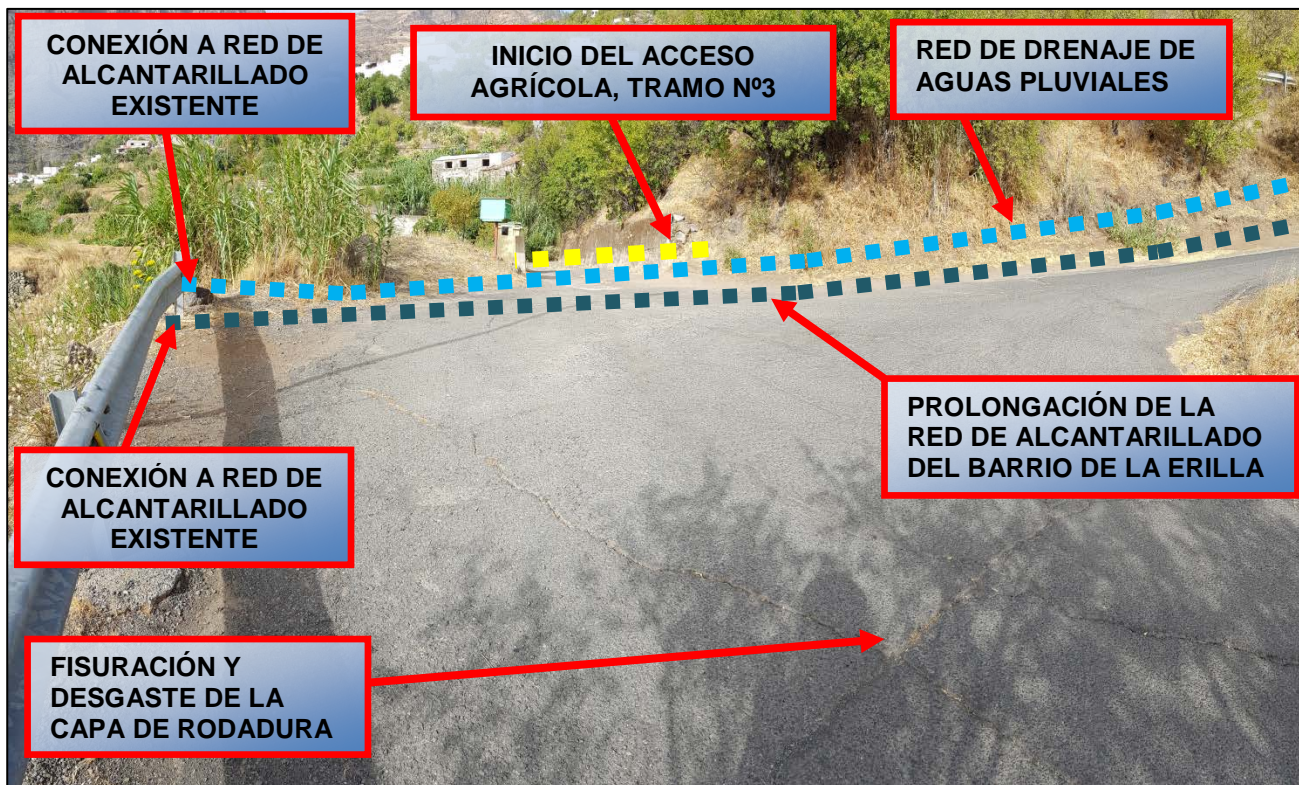 CONEXIÓN A RED DE
ALCANTARILLADO
EXISTENTE
INICIO DEL ACCESO
AGRÍCOLA, TRAMO Nº3
RED DE DRENAJE DE
AGUAS PLUVIALES
CONEXIÓN A RED DE
ALCANTARILLADO
EXISTENTE
PROLONGACIÓN DE LA
RED DE ALCANTARILLADO
DEL BARRIO DE LA ERILLA
FISURACIÓN Y
DESGASTE DE LA
CAPA DE RODADURA